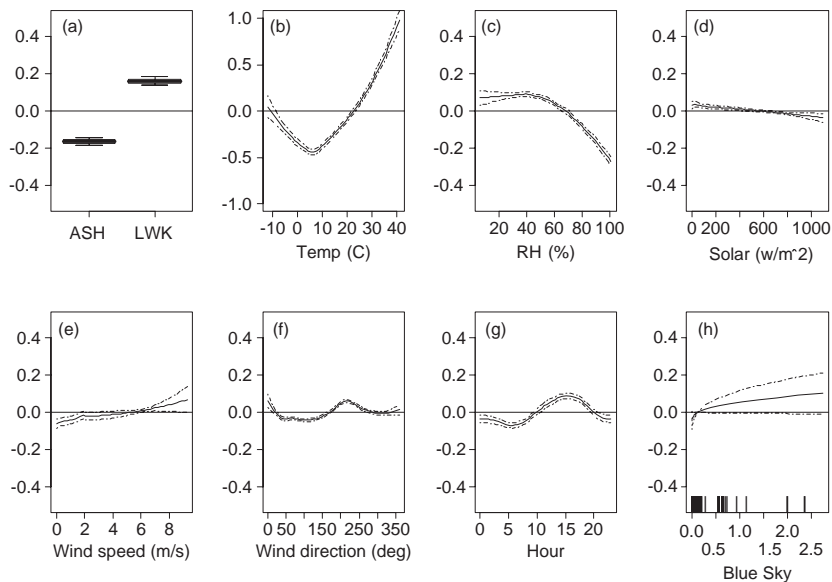 (a) (b) (c) (d)
0.4 1.0 0.4 0.4
0.2 0.5 0.2 0.2
0.0 0.0 0.0 0.0
-0.2 -0.5 -0.2 -0.2
-0.4 -1.0 -0.4 -0.4
ASH LWK -10 0 10 20 30 40 20 40 60 80 100 0 200 600 1000
Temp (C) RH (%) Solar (w/m^2)
(e) (f) (g) (h)
0.4 0.4 0.4 0.4
0.2 0.2 0.2 0.2
0.0 0.0 0.0 0.0
-0.2 -0.2 -0.2 -0.2
-0.4 -0.4 -0.4 -0.4
0 2 4 6 8 0 50 150 250 350 0 5 10 15 20 0.0 1.0 2.0
0.5 1.5 2.5
Wind speed (m/s) Wind direction (deg) Hour
Blue Sky